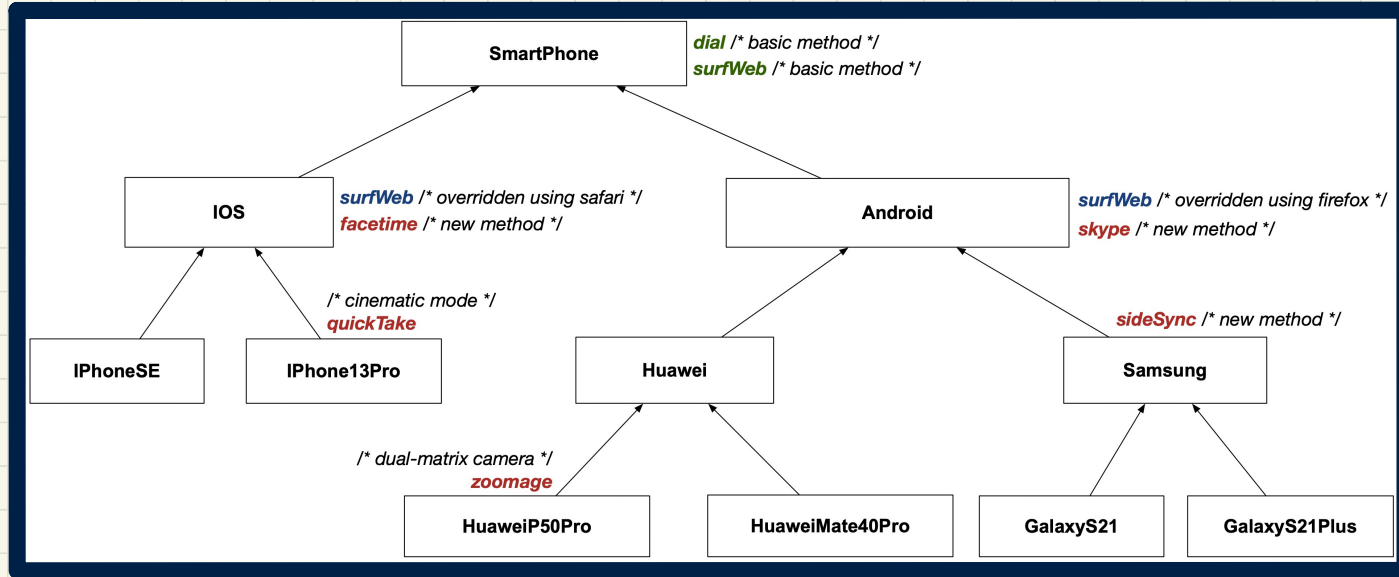 SmartPhone
dial /* basic method */
surfWeb /* basic method */
IOS
surfWeb /* overridden using safari */
facetime /* new method */
Android
surfWeb /* overridden using firefox */
skype /* new method */
/* cinematic mode */
quickTake
sideSync /* new method */
IPhoneSE
IPhone13Pro
Huawei
Samsung
/* dual-matrix camera */
zoomage
HuaweiP50Pro
HuaweiMate40Pro
GalaxyS21
GalaxyS21Plus